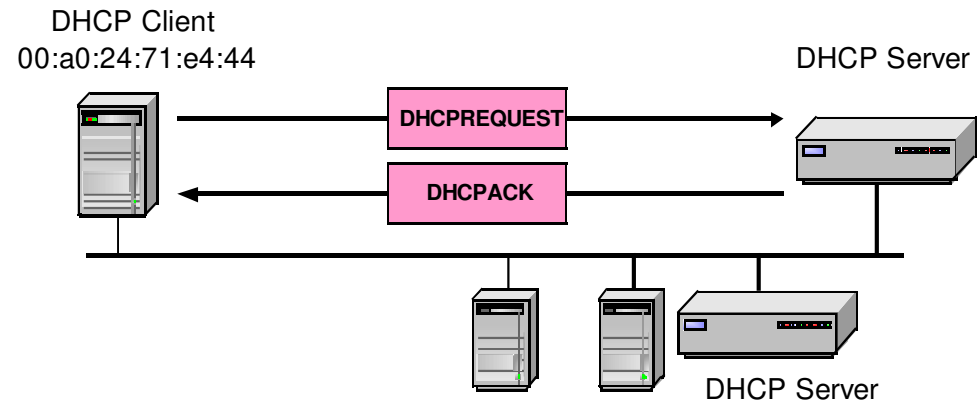 DHCP Client
00:a0:24:71:e4:44
DHCP Server
DHCPREQUEST
DHCPACK
DHCP Server